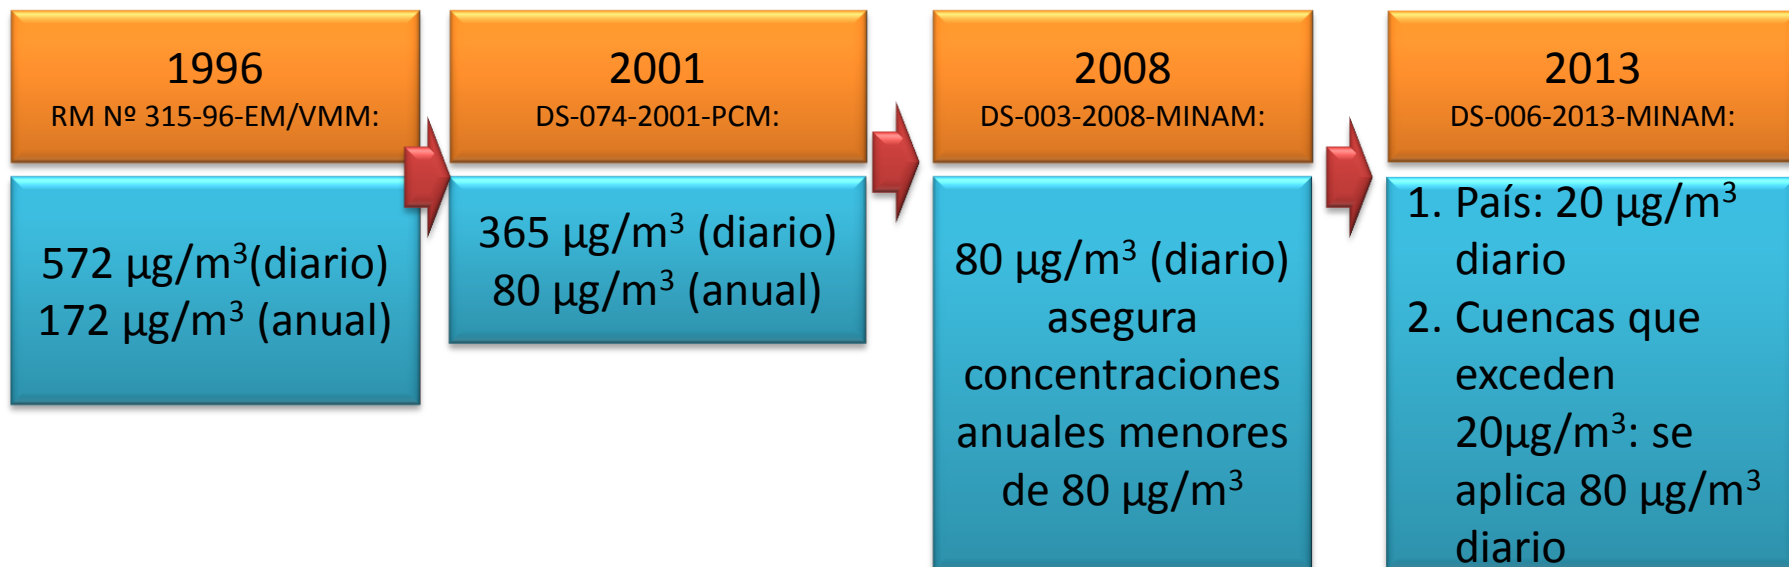 1996
RM Nº 315-96-EM/VMM:
572 µg/m³(diario)
172 µg/m³ (anual)
2001
DS-074-2001-PCM:
365 µg/m³ (diario)
80 µg/m³ (anual)
2008
DS-003-2008-MINAM:
80 µg/m³ (diario)
asegura
concentraciones
anuales menores
de 80 µg/m³
2013
DS-006-2013-MINAM:
1. País: 20 µg/m³
diario
2. Cuencas que
exceden
20µg/m³: se
aplica 80 µg/m³
diario